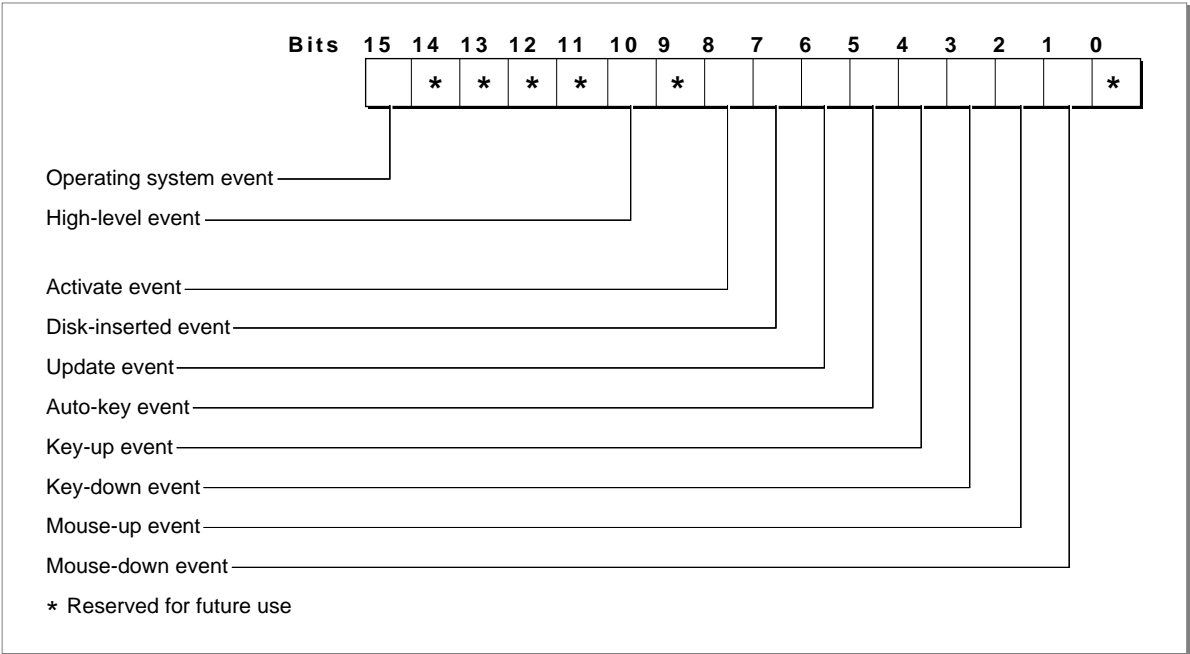 Bits 15 14 13 12 11 10 9 8 7 6 5 4 3 2 1 0
* * * * * *
Operating system event
High-level event
Activate event
Disk-inserted event
Update event
Auto-key event
Key-up event
Key-down event
Mouse-up event
Mouse-down event
* Reserved for future use